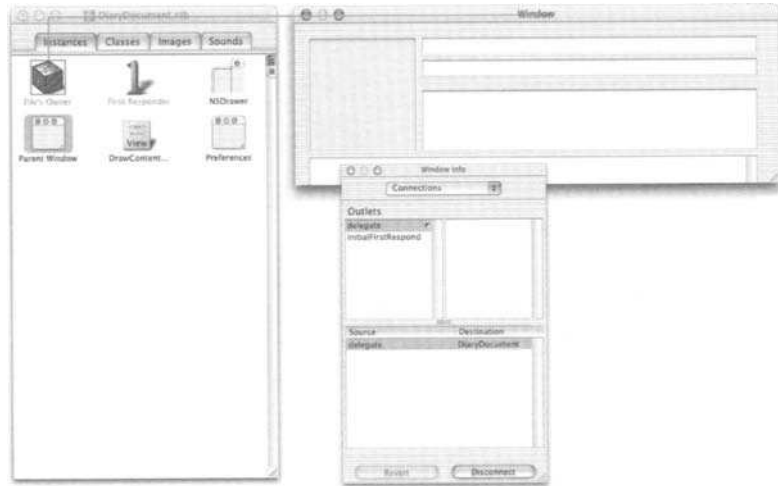 DiaryDocument.nib
Instances Classes Images Sounds
File's Owner First Responder NSDrawer
View
Parent Window DrawContent... Preferences
Window
Window Info
Connections
Outlets
delegate
initialFirstRespond
Source Destination
delegate DiaryDocument
Revert Disconnect